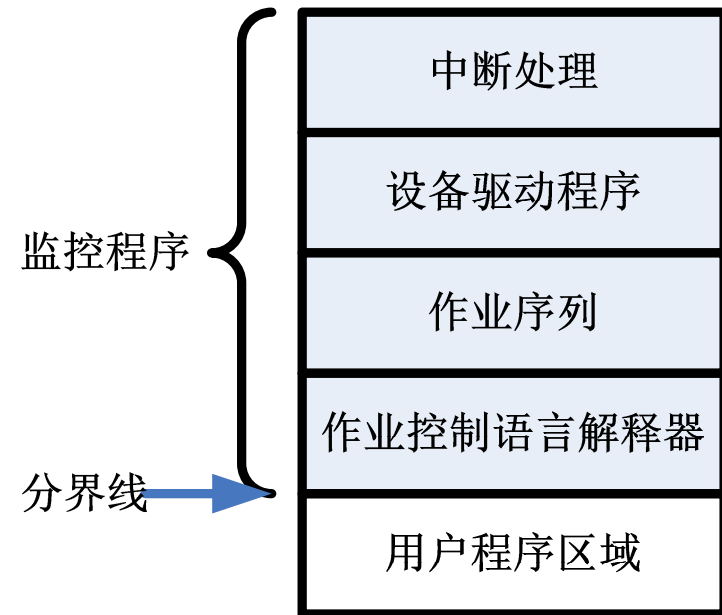 中断处理
设备驱动程序
监控程序
作业序列
作业控制语言解释器
分界线
用户程序区域